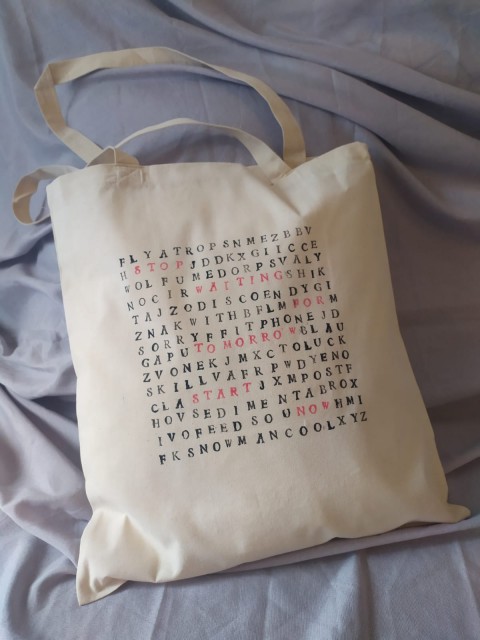 FLYATROPSNMEZBBV
HSTOPJDDKXGIICCE
WOLFUMEDORPSVALY
NOCIRWAITINGSHIK
TAJZODISCOENDYGI
ZNAKWITHBFLMFORM
SORRYFFITPHONEJD
GAPUTOMORROWBLAU
ZVONEKJMXCTOLUCK
SKILLVAFRPWDYENO
CLASTARTJXMPOSTF
HOVSEDIMENTABROX
IVOFEEDSOUNOWHMI
FKSNOWMANCOOLXYZ